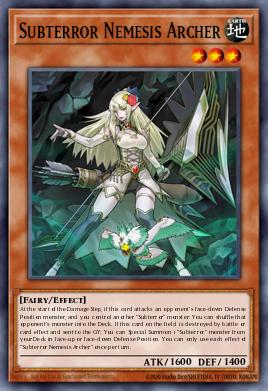 Subterror Nemesis Archer
EARTH
地
[Fairy/Effect]
At the start of the Damage Step, if this card attacks an opponent's face-down Defense
Position monster, and you control another "Subterror" monster: You can shuffle that
opponent's monster into the Deck. If this card on the field is destroyed by battle or
card effect and sent to the GY: You can Special Summon 1 "Subterror" monster from
your Deck in face-up or face-down Defense Position. You can only use each effect of
"Subterror Nemesis Archer" once per turn.
ATK/1600 DEF/1400
©2020 Studio Dice/SHUEISHA, TV TOKYO, KONAMI